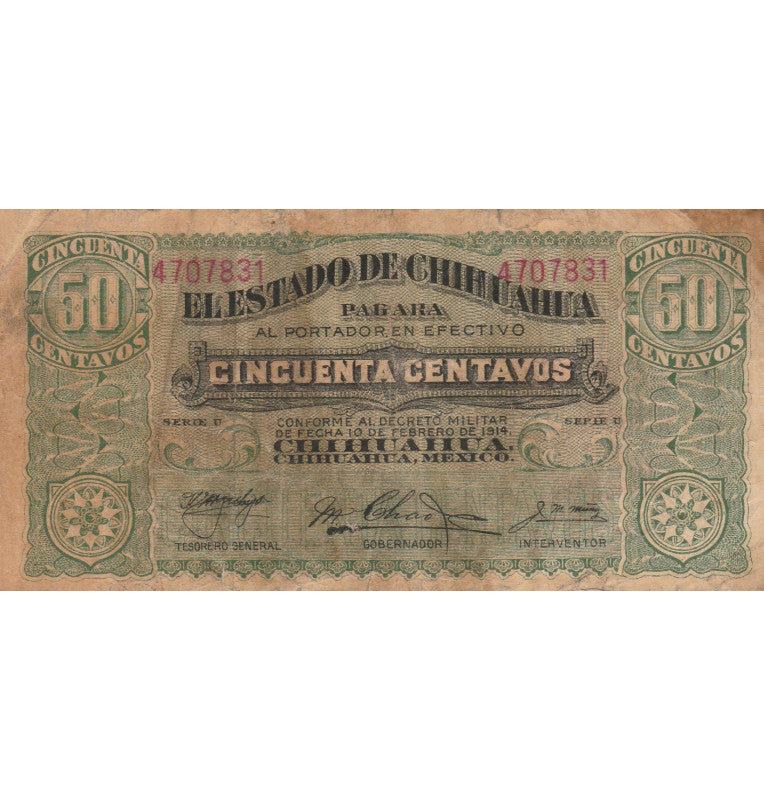 CINCUENTA
50
CENTAVOS
4707831
4707831
EL ESTADO DE CHIHUAHUA
PAGARA
AL PORTADOR, EN EFECTIVO
CINCUENTA CENTAVOS
SERIE U
CONFORME AL DECRETO MILITAR
DE FECHA 10 DE FEBRERO DE 1914.
CHIHUAHUA.
CHIHUAHUA, MEXICO.
SERIE U
TESORERO GENERAL
GOBERNADOR
INTERVENTOR
CINCUENTA
50
CENTAVOS